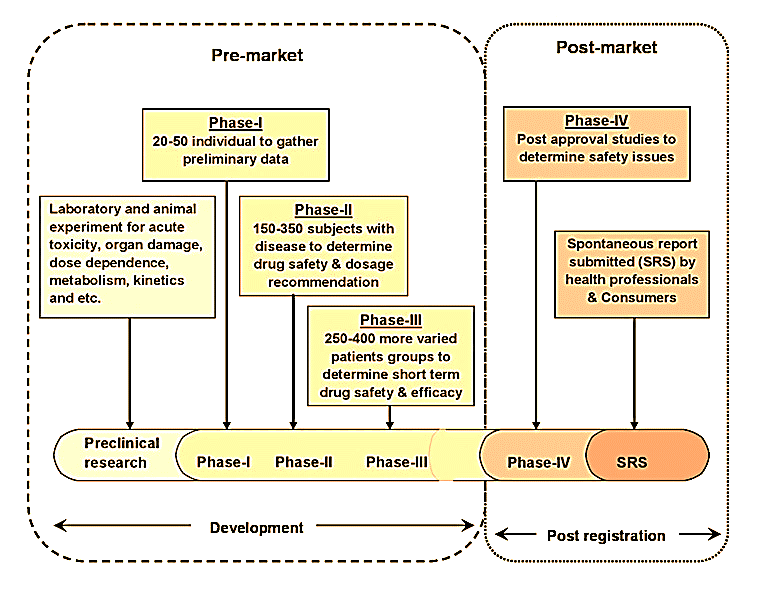 Pre-market
Post-market
Phase-I
20-50 individual to gather
preliminary data
Phase-IV
Post approval studies to
determine safety issues
Laboratory and animal
experiment for acute
toxicity, organ damage,
dose dependence,
metabolism, kinetics
and etc.
Phase-II
150-350 subjects with
disease to determine
drug safety & dosage
recommendation
Spontaneous report
submitted (SRS) by
health professionals
& Consumers
Phase-III
250-400 more varied
patients groups to
determine short term
drug safety & efficacy
Preclinical
research
Phase-I
Phase-II
Phase-III
Phase-IV
SRS
Development
Post registration